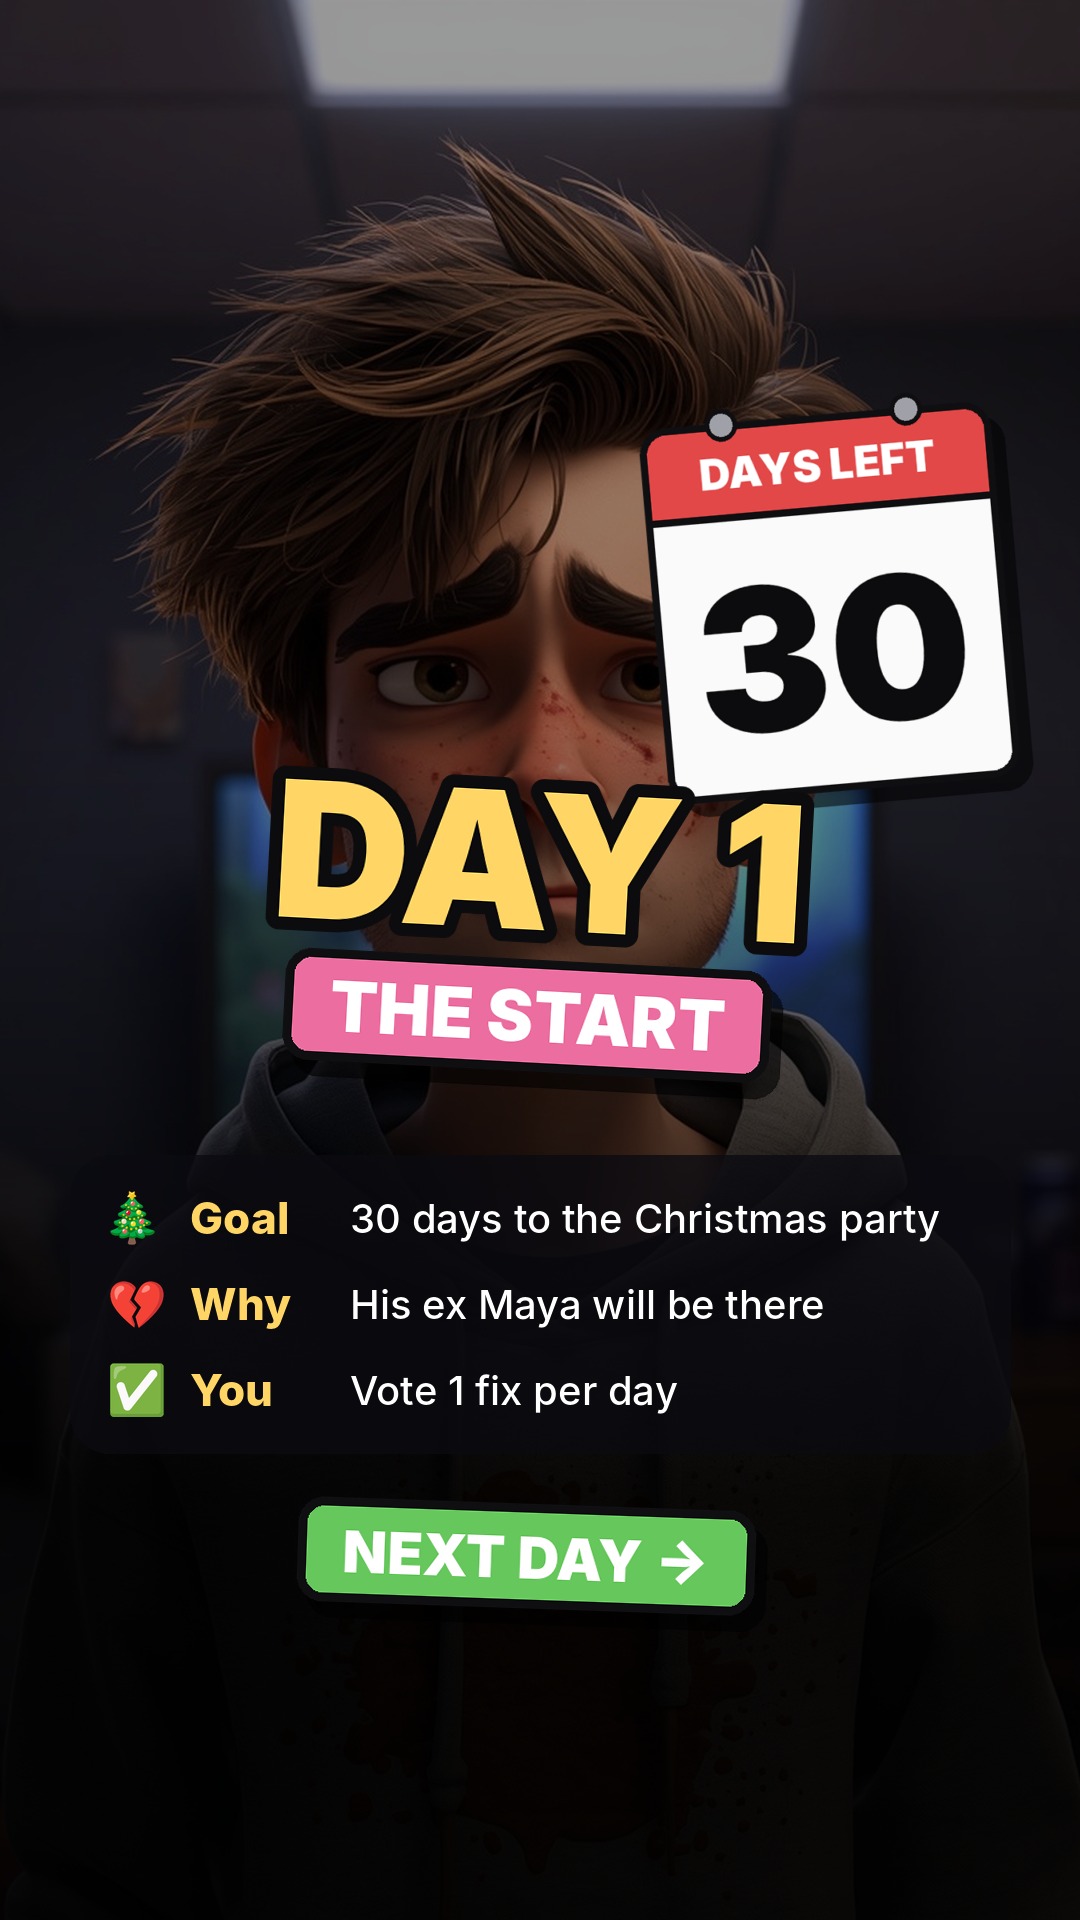 DAYS LEFT
30
DAY 1
THE START
🎄 Goal 30 days to the Christmas party
💔 Why His ex Maya will be there
✅ You Vote 1 fix per day
NEXT DAY →